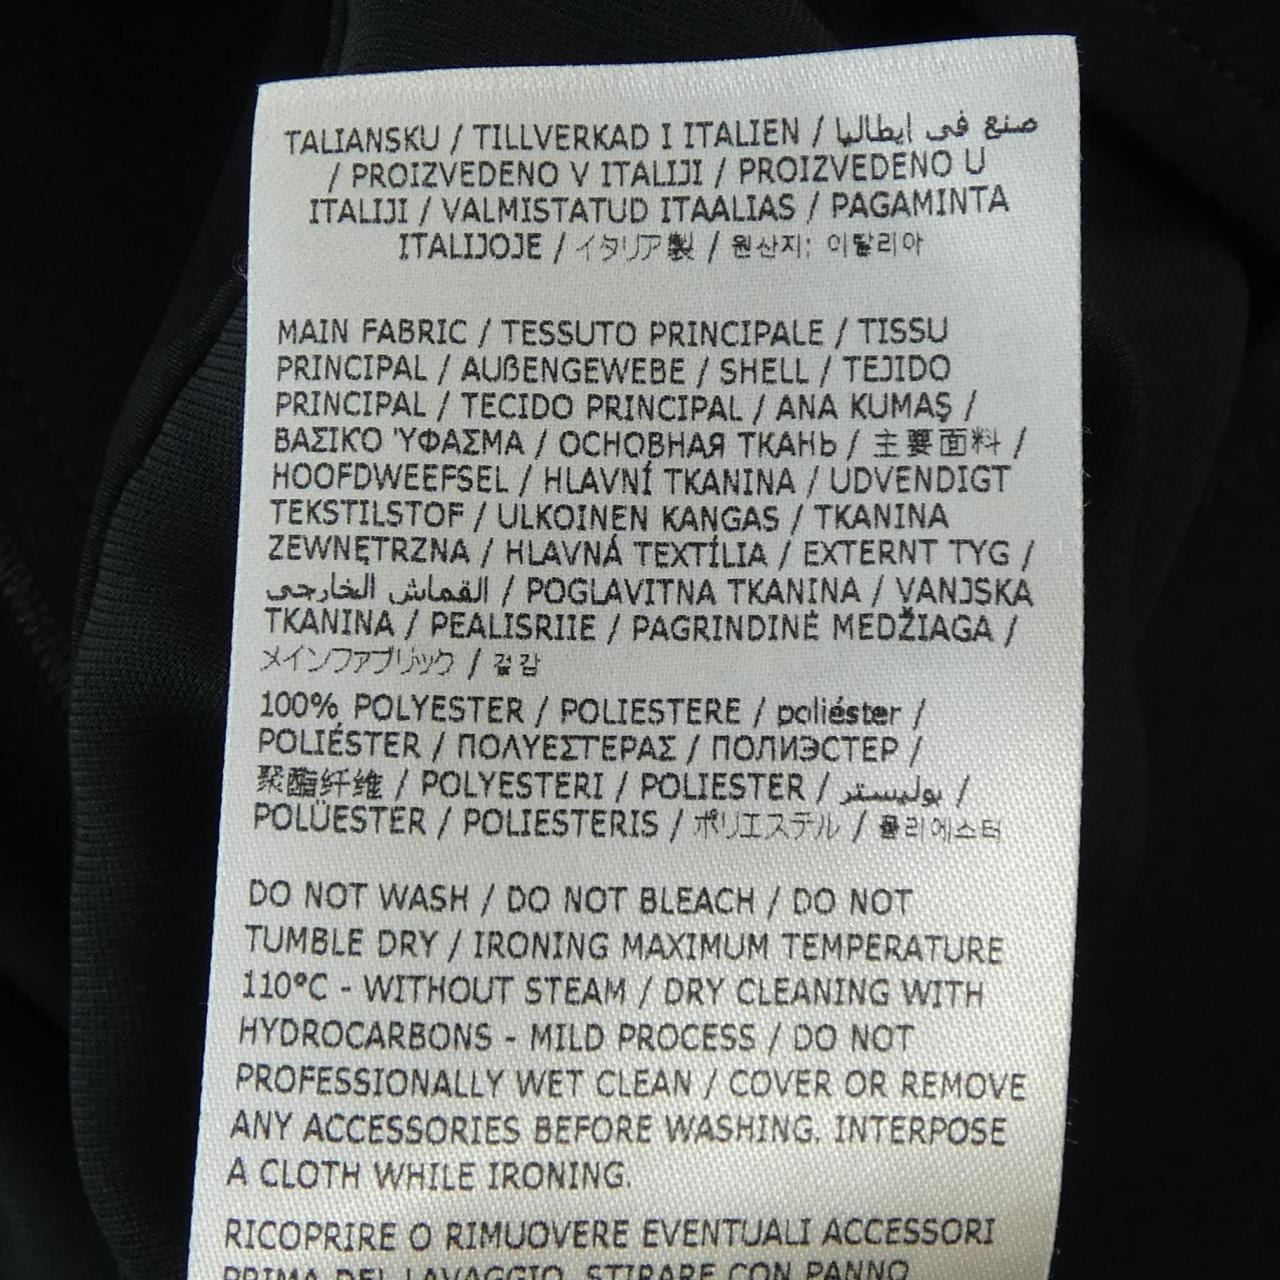 TALIANSKU / TILLVERKAD I ITALIEN / صنع في إيطاليا
/ PROIZVEDENO V ITALIJI / PROIZVEDENO U
ITALIJI / VALMISTATUD ITAALIAS / PAGAMINTA
ITALIJOJE / イタリア製 / 원산지: 이탈리아
MAIN FABRIC / TESSUTO PRINCIPALE / TISSU
PRINCIPAL / AUßENGEWEBE / SHELL / TEJIDO
PRINCIPAL / TECIDO PRINCIPAL / ANA KUMAŞ /
ΒΑΣΙΚΌ ΎΦΑΣΜΑ / ОСНОВНАЯ ТКАНЬ / 主要面料 /
HOOFDWEEFSEL / HLAVNÍ TKANINA / UDVENDIGT
TEKSTILSTOF / ULKOINEN KANGAS / TKANINA
ZEWNĘTRZNA / HLAVNÁ TEXTÍLIA / EXTERNT TYG /
القماش الخارجي / POGLAVITNA TKANINA / VANJSKA
TKANINA / PEALISRIIE / PAGRINDINĖ MEDŽIAGA /
メインファブリック / 겉감
100% POLYESTER / POLIESTERE / poliéster /
POLIÉSTER / ΠΟΛΥΕΣΤΕΡΑΣ / ПОЛИЭСТЕР /
聚酯纤维 / POLYESTERI / POLIESTER / بوليستر /
POLÜESTER / POLIESTERIS / ポリエステル / 폴리에스터
DO NOT WASH / DO NOT BLEACH / DO NOT
TUMBLE DRY / IRONING MAXIMUM TEMPERATURE
110°C - WITHOUT STEAM / DRY CLEANING WITH
HYDROCARBONS - MILD PROCESS / DO NOT
PROFESSIONALLY WET CLEAN / COVER OR REMOVE
ANY ACCESSORIES BEFORE WASHING. INTERPOSE
A CLOTH WHILE IRONING.
RICOPRIRE O RIMUOVERE EVENTUALI ACCESSORI
PRIMA DEL LAVAGGIO. STIRARE CON PANNO